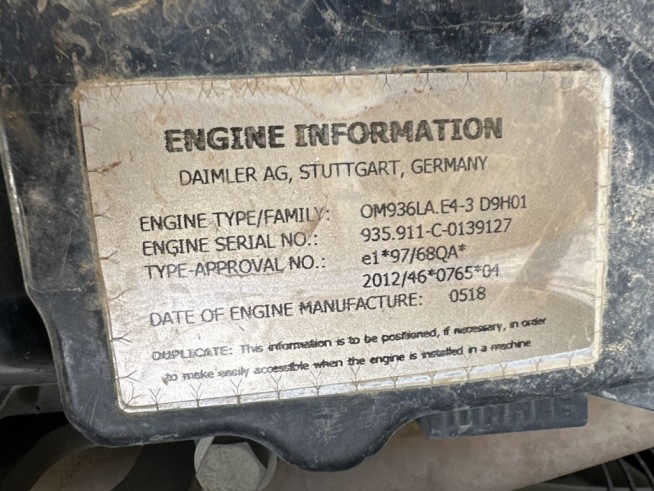 ENGINE INFORMATION
DAIMLER AG, STUTTGART, GERMANY
ENGINE TYPE/FAMILY: OM936LA.E4-3 D9H01
ENGINE SERIAL NO.: 935.911-C-0139127
TYPE-APPROVAL NO.: e1*97/68QA*
2012/46*0765*04
DATE OF ENGINE MANUFACTURE: 0518
DUPLICATE: This information is to be positioned, if necessary, in order
to make easily accessible when the engine is installed in a machine